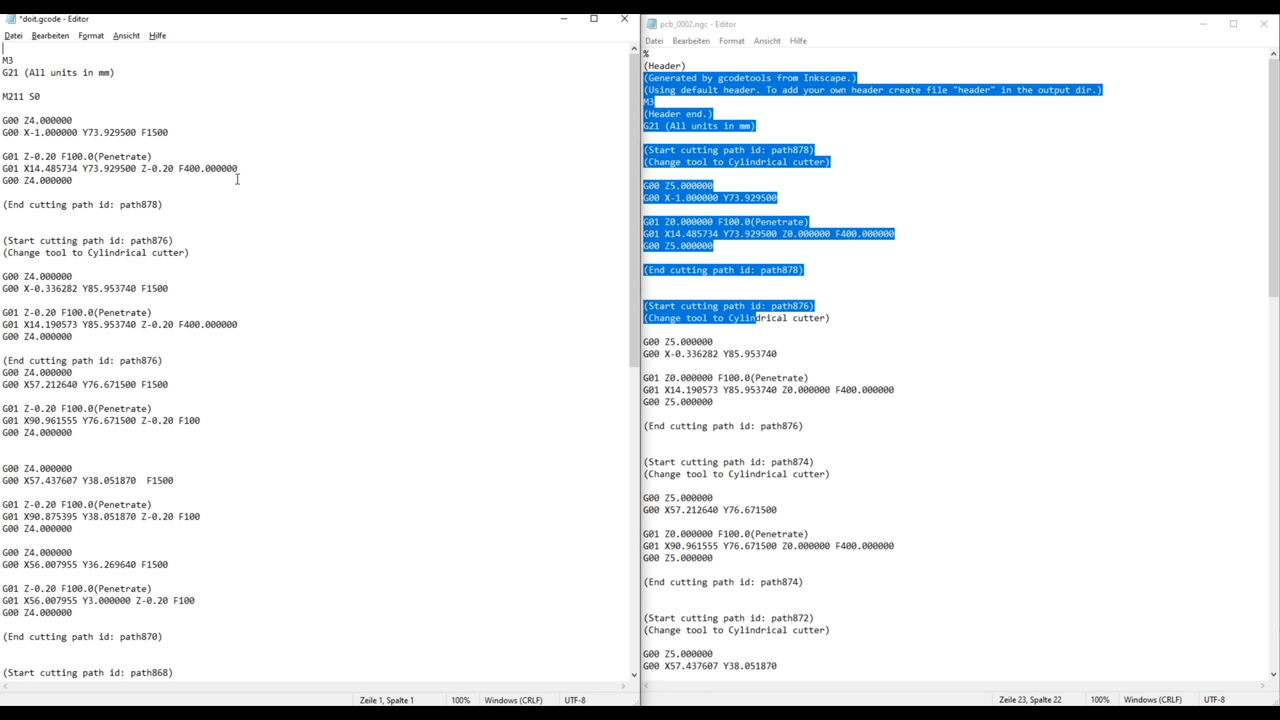 *doit.gcode - Editor
Datei Bearbeiten Format Ansicht Hilfe
M3
G21 (All units in mm)
M211 S0
G00 Z4.000000
G00 X-1.000000 Y73.929500 F1500
G01 Z-0.20 F100.0(Penetrate)
G01 X14.485734 Y73.929500 Z-0.20 F400.000000
G00 Z4.000000
(End cutting path id: path878)
(Start cutting path id: path876)
(Change tool to Cylindrical cutter)
G00 Z4.000000
G00 X-0.336282 Y85.953740 F1500
G01 Z-0.20 F100.0(Penetrate)
G01 X14.190573 Y85.953740 Z-0.20 F400.000000
G00 Z4.000000
(End cutting path id: path876)
G00 Z4.000000
G00 X57.212640 Y76.671500 F1500
G01 Z-0.20 F100.0(Penetrate)
G01 X90.961555 Y76.671500 Z-0.20 F100
G00 Z4.000000
G00 Z4.000000
G00 X57.437607 Y38.051870  F1500
G01 Z-0.20 F100.0(Penetrate)
G01 X90.875395 Y38.051870 Z-0.20 F100
G00 Z4.000000
G00 Z4.000000
G00 X56.007955 Y36.269640 F1500
G01 Z-0.20 F100.0(Penetrate)
G01 X56.007955 Y3.000000 Z-0.20 F100
G00 Z4.000000
(End cutting path id: path870)
(Start cutting path id: path868)
Zeile 1, Spalte 1 100% Windows (CRLF) UTF-8
pcb_0002.ngc - Editor
Datei Bearbeiten Format Ansicht Hilfe
%
(Header)
(Generated by gcodetools from Inkscape.)
(Using default header. To add your own header create file "header" in the output dir.)
M3
(Header end.)
G21 (All units in mm)
(Start cutting path id: path878)
(Change tool to Cylindrical cutter)
G00 Z5.000000
G00 X-1.000000 Y73.929500
G01 Z0.000000 F100.0(Penetrate)
G01 X14.485734 Y73.929500 Z0.000000 F400.000000
G00 Z5.000000
(End cutting path id: path878)
(Start cutting path id: path876)
(Change tool to Cylindrical cutter)
G00 Z5.000000
G00 X-0.336282 Y85.953740
G01 Z0.000000 F100.0(Penetrate)
G01 X14.190573 Y85.953740 Z0.000000 F400.000000
G00 Z5.000000
(End cutting path id: path876)
(Start cutting path id: path874)
(Change tool to Cylindrical cutter)
G00 Z5.000000
G00 X57.212640 Y76.671500
G01 Z0.000000 F100.0(Penetrate)
G01 X90.961555 Y76.671500 Z0.000000 F400.000000
G00 Z5.000000
(End cutting path id: path874)
(Start cutting path id: path872)
(Change tool to Cylindrical cutter)
G00 Z5.000000
G00 X57.437607 Y38.051870
Zeile 23, Spalte 22 100% Windows (CRLF) UTF-8